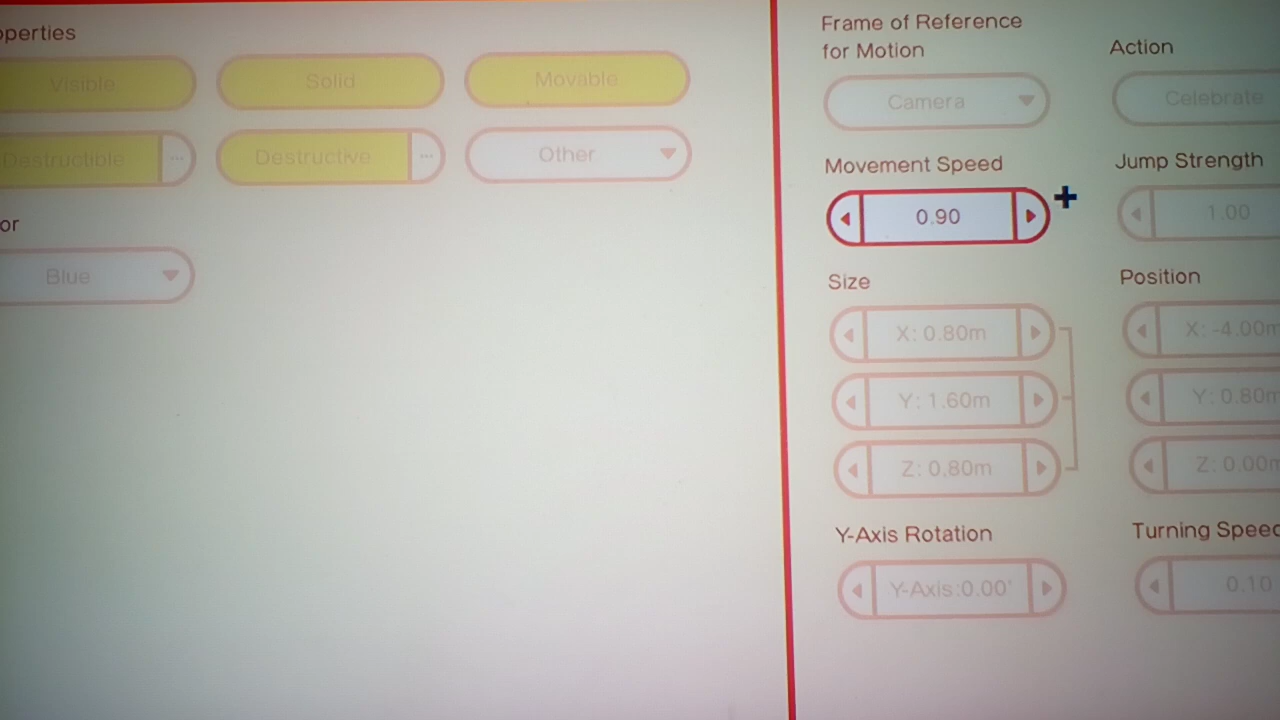 operties
Visible
Solid
Movable
Destructible
...
Destructive
...
Other
or
Blue
Frame of Reference
for Motion
Camera
Action
Celebrate
Movement Speed
0.90
Jump Strength
1.00
Size
X: 0.80m
Y: 1.60m
Z: 0.80m
Position
X: -4.00m
Y: 0.80m
Z: 0.00m
Y-Axis Rotation
Y-Axis:0.00°
Turning Speed
0.10